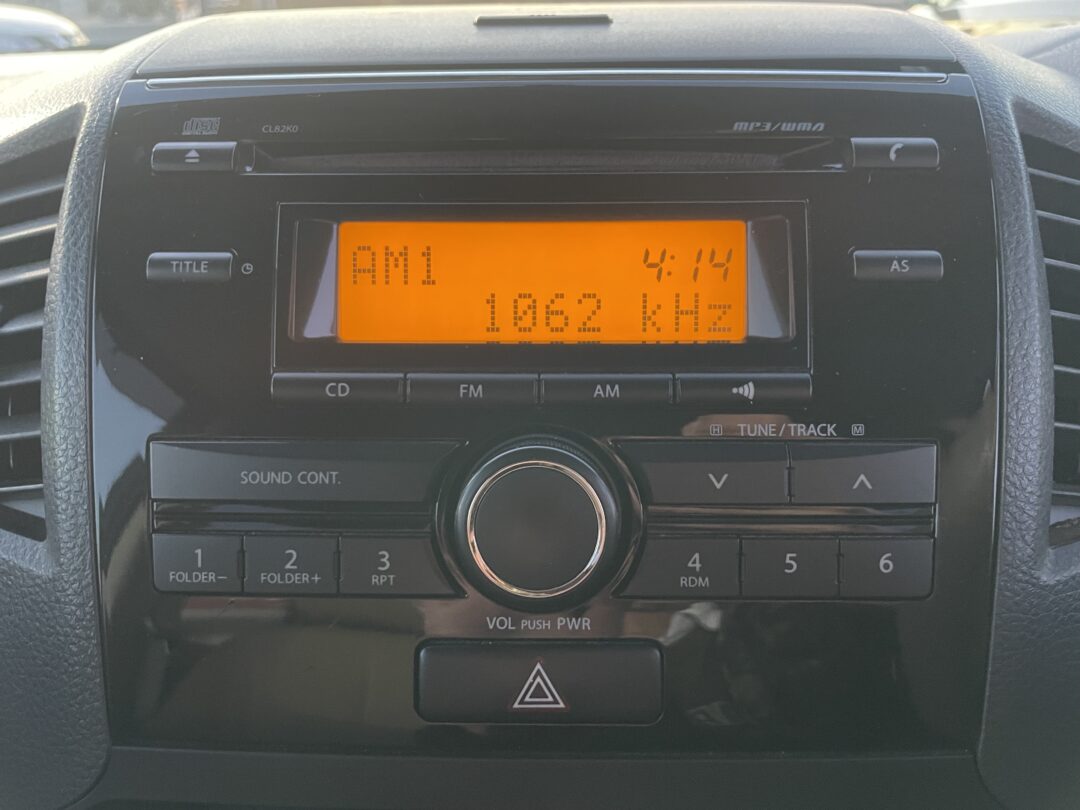 disc
CL82K0
MP3/WMA
TITLE
AS
AM1 4:14
1062 kHz
CD FM AM
H TUNE/TRACK M
SOUND CONT.
1 2 3 4 5 6
FOLDER− FOLDER+ RPT RDM
VOL PUSH PWR